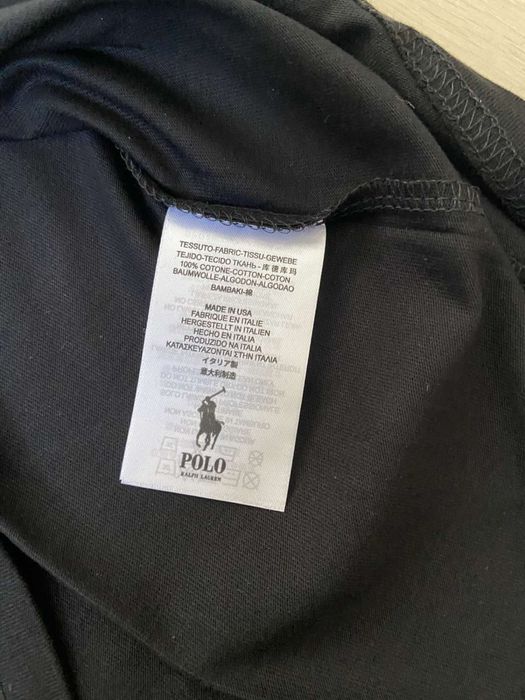 TESSUTO-FABRIC-TISSU-GEWEBE
TEJIDO-TECIDO TKAHЬ - 库德库玛
100% COTONE-COTTON-COTON
BAUMWOLLE-ALGODON-ALGODAO
BAMBAKI-棉
MADE IN USA
FABRIQUE EN ITALIE
HERGESTELLT IN ITALIEN
HECHO EN ITALIA
PRODUZIDO NA ITALIA
ΚΑΤΑΣΚΕΥΑΖΟΝΤΑΙ ΣΤΗΝ ΙΤΑΛΙΑ
イタリア製
意大利制造
POLO
RALPH LAUREN